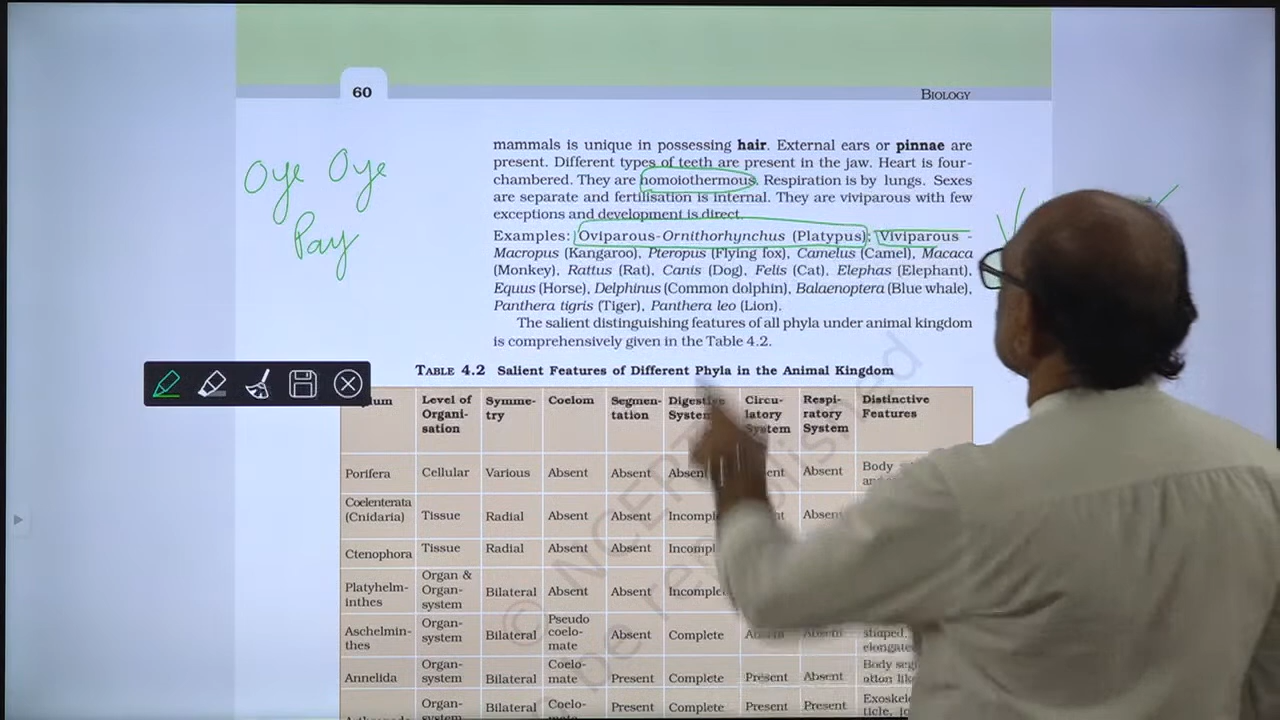 60
BIOLOGY
Oye Oye
Pay
mammals is unique in possessing hair. External ears or pinnae are
present. Different types of teeth are present in the jaw. Heart is four-
chambered. They are homoiothermous. Respiration is by lungs. Sexes
are separate and fertilisation is internal. They are viviparous with few
exceptions and development is direct.
Examples: Oviparous-Ornithorhynchus (Platypus); Viviparous -
Macropus (Kangaroo), Pteropus (Flying fox), Camelus (Camel), Macaca
(Monkey), Rattus (Rat), Canis (Dog), Felis (Cat), Elephas (Elephant),
Equus (Horse), Delphinus (Common dolphin), Balaenoptera (Blue whale),
Panthera tigris (Tiger), Panthera leo (Lion).
The salient distinguishing features of all phyla under animal kingdom
is comprehensively given in the Table 4.2.
TABLE 4.2 Salient Features of Different Phyla in the Animal Kingdom
Level of Organi- sation Symme- try Coelom Segmen- tation Digestive System Circu- latory System Respi- ratory System Distinctive Features
Porifera Cellular Various Absent Absent Absent Absent Body
Coelenterata (Cnidaria) Tissue Radial Absent Absent Absent
Ctenophora Tissue Radial Absent Absent
Platyhelm- inthes Organ & Organ- system Bilateral Absent Absent
Aschelmin- thes Organ- system Bilateral Pseudo coelo- mate Absent Complete Absent Absent shaped,
Annelida Organ- system Bilateral Coelo- mate Present Complete Present Absent Body
Organ- system Bilateral Coelo- mate Present Complete Present Present